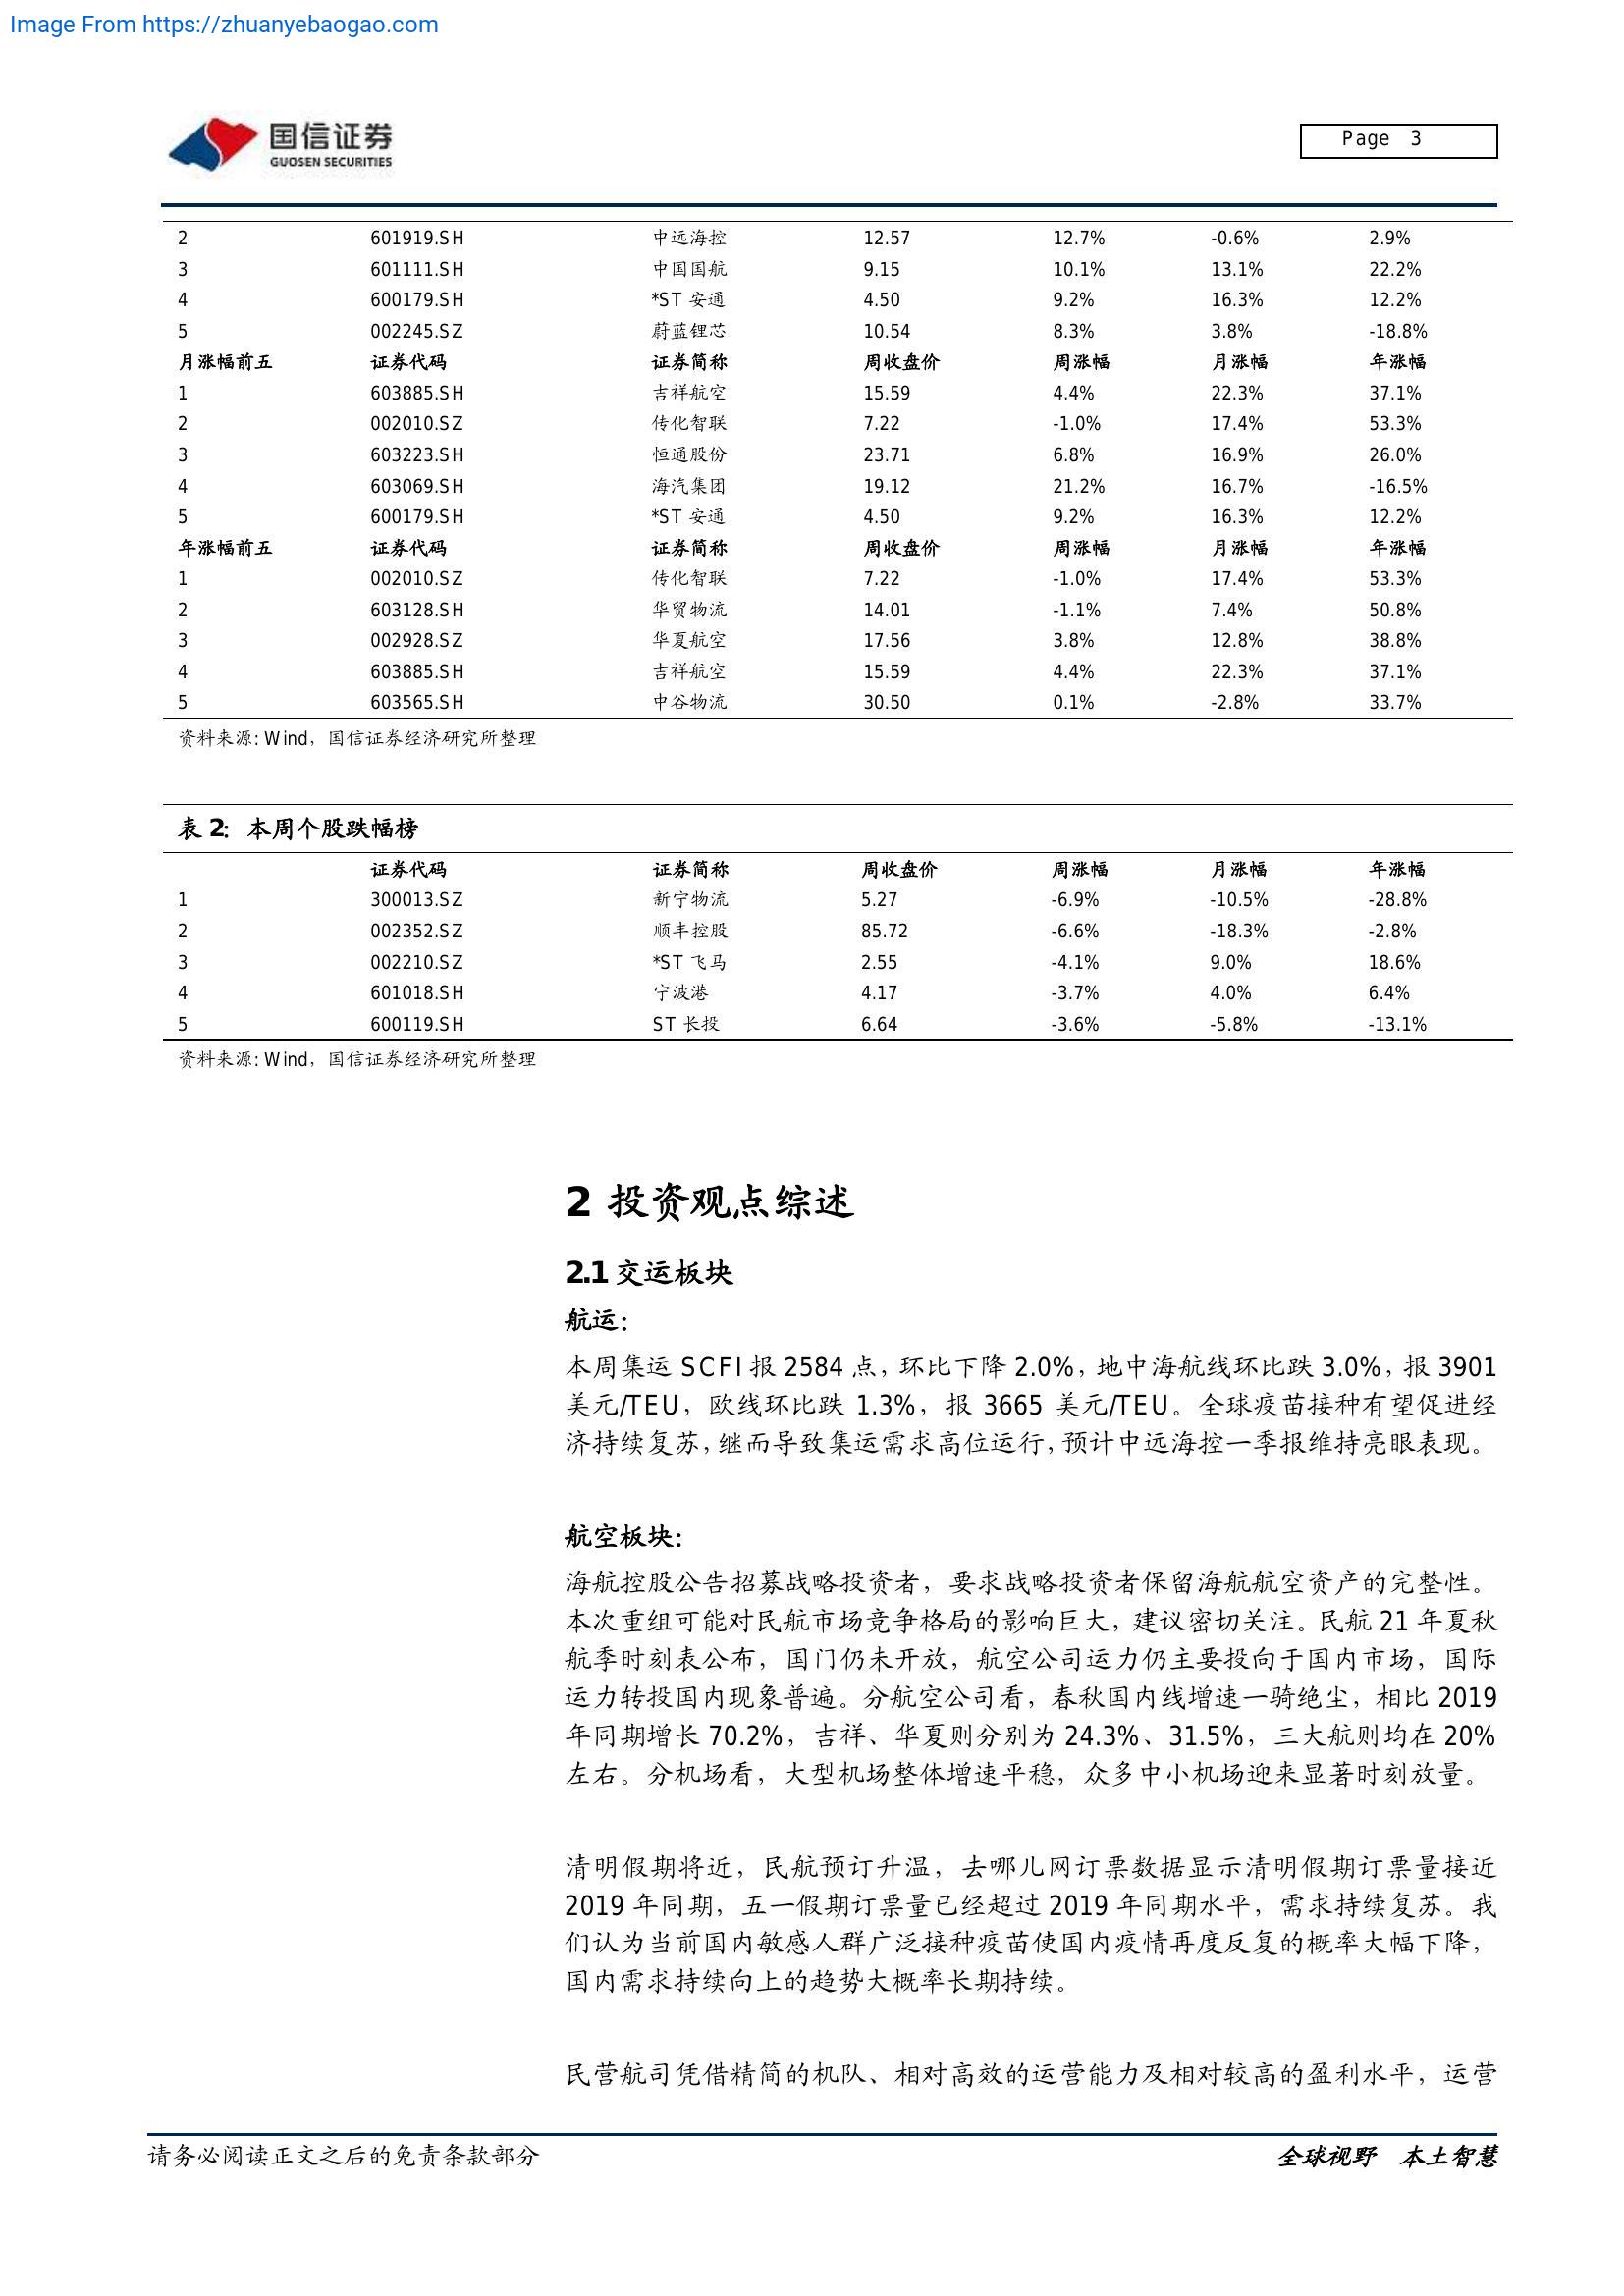 Image From https://zhuanyebaogao.com
国信证券
GUOSEN SECURITIES
Page 3
2 601919.SH 中远海控 12.57 12.7% -0.6% 2.9%
3 601111.SH 中国国航 9.15 10.1% 13.1% 22.2%
4 600179.SH *ST 安通 4.50 9.2% 16.3% 12.2%
5 002245.SZ 蔚蓝锂芯 10.54 8.3% 3.8% -18.8%
月涨幅前五 证券代码 证券简称 周收盘价 周涨幅 月涨幅 年涨幅
1 603885.SH 吉祥航空 15.59 4.4% 22.3% 37.1%
2 002010.SZ 传化智联 7.22 -1.0% 17.4% 53.3%
3 603223.SH 恒通股份 23.71 6.8% 16.9% 26.0%
4 603069.SH 海汽集团 19.12 21.2% 16.7% -16.5%
5 600179.SH *ST 安通 4.50 9.2% 16.3% 12.2%
年涨幅前五 证券代码 证券简称 周收盘价 周涨幅 月涨幅 年涨幅
1 002010.SZ 传化智联 7.22 -1.0% 17.4% 53.3%
2 603128.SH 华贸物流 14.01 -1.1% 7.4% 50.8%
3 002928.SZ 华夏航空 17.56 3.8% 12.8% 38.8%
4 603885.SH 吉祥航空 15.59 4.4% 22.3% 37.1%
5 603565.SH 中谷物流 30.50 0.1% -2.8% 33.7%
资料来源: Wind，国信证券经济研究所整理
表 2: 本周个股跌幅榜
证券代码 证券简称 周收盘价 周涨幅 月涨幅 年涨幅
1 300013.SZ 新宁物流 5.27 -6.9% -10.5% -28.8%
2 002352.SZ 顺丰控股 85.72 -6.6% -18.3% -2.8%
3 002210.SZ *ST 飞马 2.55 -4.1% 9.0% 18.6%
4 601018.SH 宁波港 4.17 -3.7% 4.0% 6.4%
5 600119.SH ST 长投 6.64 -3.6% -5.8% -13.1%
资料来源: Wind，国信证券经济研究所整理
2 投资观点综述
2.1 交运板块
航运：
本周集运 SCFI 报 2584 点，环比下降 2.0%，地中海航线环比跌 3.0%，报 3901
美元/TEU，欧线环比跌 1.3%，报 3665 美元/TEU。全球疫苗接种有望促进经
济持续复苏，继而导致集运需求高位运行，预计中远海控一季报维持亮眼表现。
航空板块：
海航控股公告招募战略投资者，要求战略投资者保留海航航空资产的完整性。
本次重组可能对民航市场竞争格局的影响巨大，建议密切关注。民航 21 年夏秋
航季时刻表公布，国门仍未开放，航空公司运力仍主要投向于国内市场，国际
运力转投国内现象普遍。分航空公司看，春秋国内线增速一骑绝尘，相比 2019
年同期增长 70.2%，吉祥、华夏则分别为 24.3%、31.5%，三大航则均在 20%
左右。分机场看，大型机场整体增速平稳，众多中小机场迎来显著时刻放量。
清明假期将近，民航预订升温，去哪儿网订票数据显示清明假期订票量接近
2019 年同期，五一假期订票量已经超过 2019 年同期水平，需求持续复苏。我
们认为当前国内敏感人群广泛接种疫苗使国内疫情再度反复的概率大幅下降，
国内需求持续向上的趋势大概率长期持续。
民营航司凭借精简的机队、相对高效的运营能力及相对较高的盈利水平，运营
请务必阅读正文之后的免责条款部分
全球视野 本土智慧